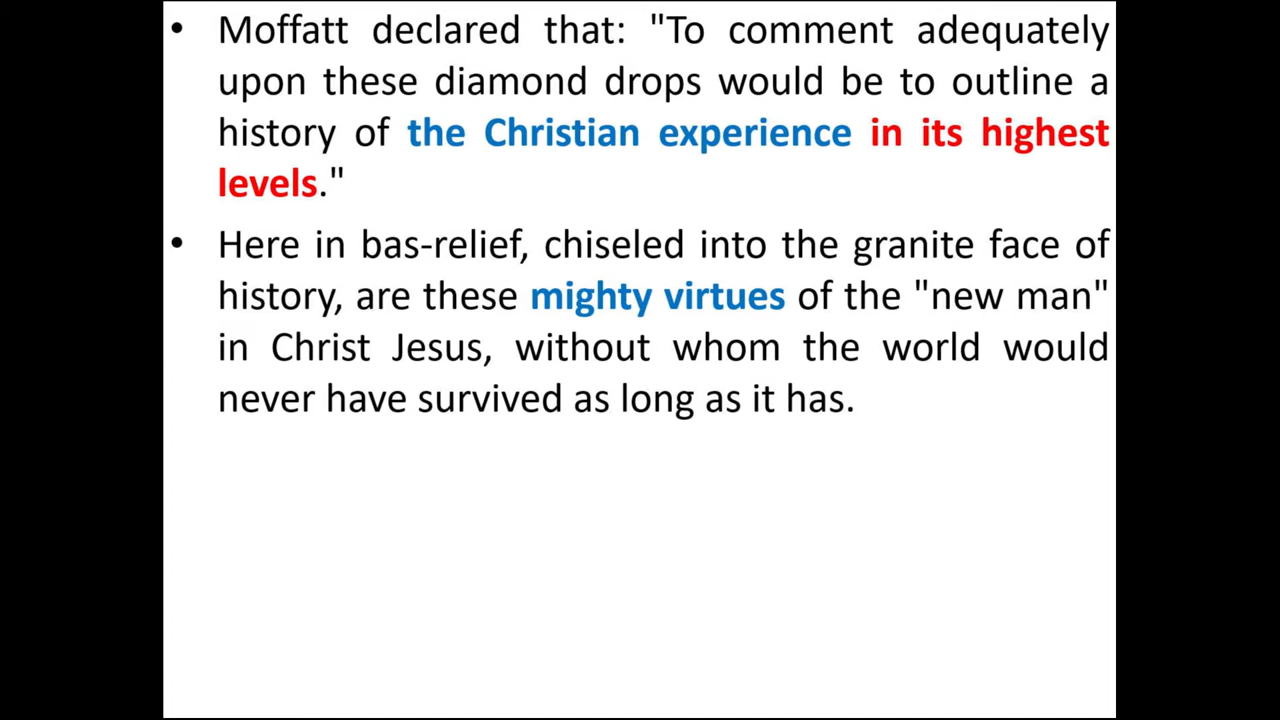 • Moffatt declared that: "To comment adequately
upon these diamond drops would be to outline a
history of the Christian experience in its highest
levels."
• Here in bas-relief, chiseled into the granite face of
history, are these mighty virtues of the "new man"
in Christ Jesus, without whom the world would
never have survived as long as it has.